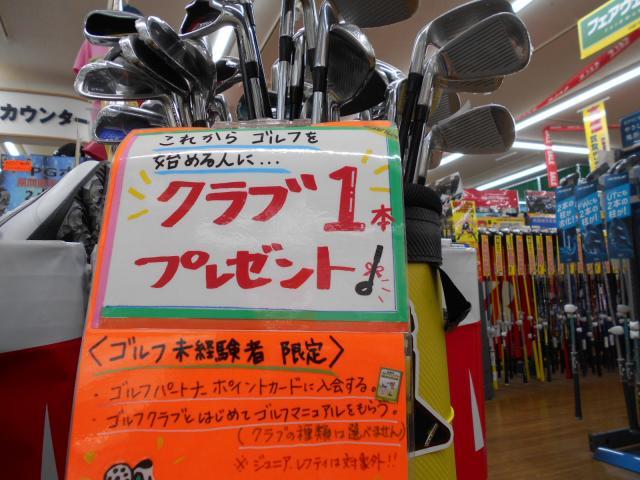 これから ゴルフを
始める人に…
クラブ1本
プレゼント♪
〈ゴルフ未経験者 限定〉
・ゴルフパートナー ポイントカードに入会する。
・ゴルフクラブとはじめてゴルフマニュアルをもらう。
(クラブの種類は選べません)
※ジュニア、レフティは対象外!!
カウンター
フェアウェ